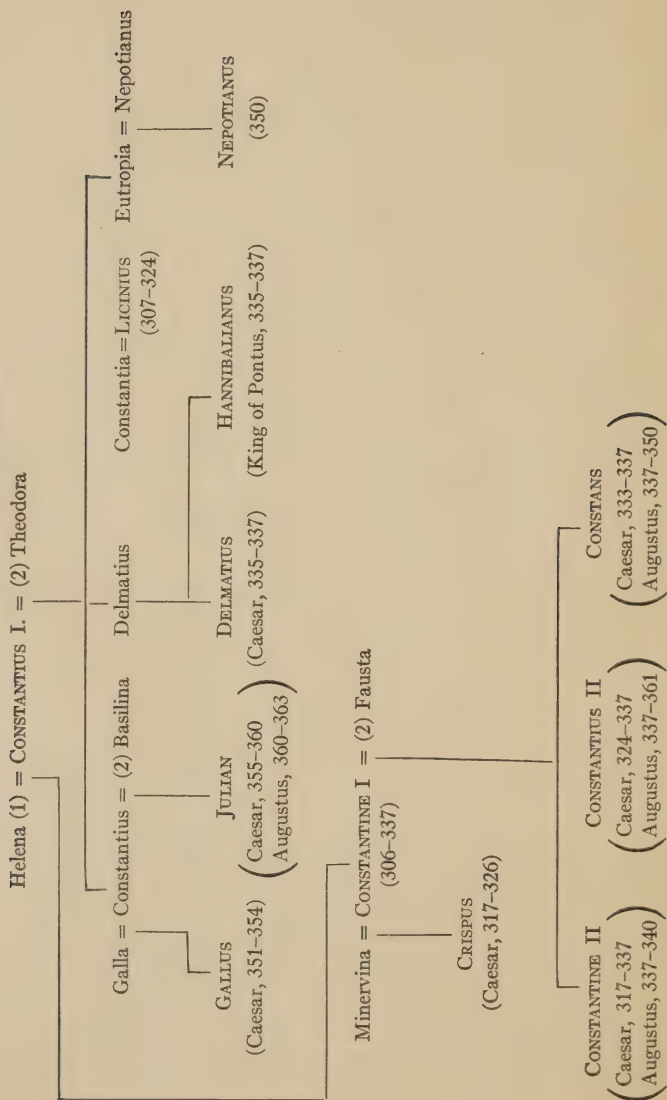 Helena (1) = CONSTANTIUS I. = (2) Theodora
Galla = Constantius = (2) Basilina
Delmatius
Constantia = LICINIUS
(307–324)
Eutropia = Nepotianus
GALLUS
(Caesar, 351–354)
JULIAN
(Caesar, 355–360
Augustus, 360–363)
DELMATIUS
(Caesar, 335–337)
HANNIBALIANUS
(King of Pontus, 335–337)
NEPOTIANUS
(350)
Minervina = CONSTANTINE I = (2) Fausta
(306–337)
CRISPUS
(Caesar, 317–326)
CONSTANTINE II
(Caesar, 317–337
Augustus, 337–340)
CONSTANTIUS II
(Caesar, 324–337
Augustus, 337–361)
CONSTANS
(Caesar, 333–337
Augustus, 337–350)